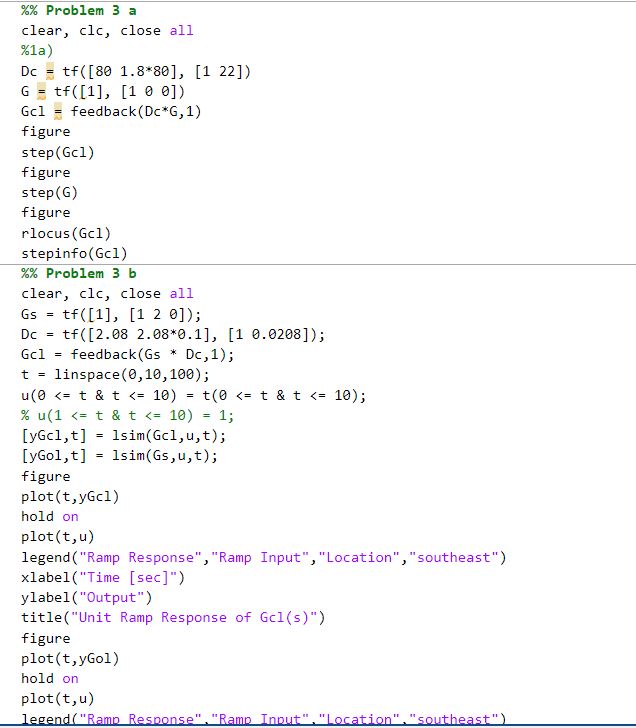 %% Problem 3 a
clear, clc, close all
%1a)
Dc = tf([80 1.8*80], [1 22])
G = tf([1], [1 0 0])
Gcl = feedback(Dc*G,1)
figure
step(Gcl)
figure
step(G)
figure
rlocus(Gcl)
stepinfo(Gcl)
%% Problem 3 b
clear, clc, close all
Gs = tf([1], [1 2 0]);
Dc = tf([2.08 2.08*0.1], [1 0.0208]);
Gcl = feedback(Gs * Dc,1);
t = linspace(0,10,100);
u(0 <= t & t <= 10) = t(0 <= t & t <= 10);
% u(1 <= t & t <= 10) = 1;
[yGcl,t] = lsim(Gcl,u,t);
[yGol,t] = lsim(Gs,u,t);
figure
plot(t,yGcl)
hold on
plot(t,u)
legend("Ramp Response","Ramp Input","Location","southeast")
xlabel("Time [sec]")
ylabel("Output")
title("Unit Ramp Response of Gcl(s)")
figure
plot(t,yGol)
hold on
plot(t,u)
legend("Ramp Response","Ramp Input","Location","southeast")